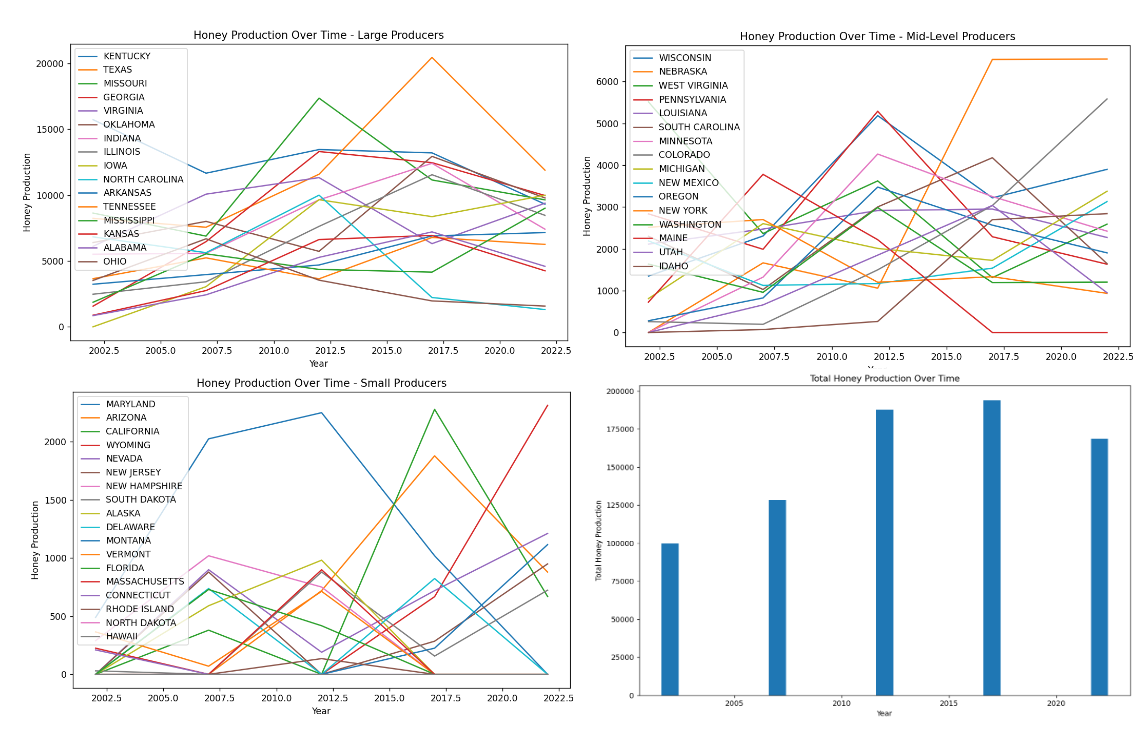 Honey Production Over Time - Large Producers
KENTUCKY
TEXAS
MISSOURI
GEORGIA
VIRGINIA
OKLAHOMA
INDIANA
ILLINOIS
IOWA
NORTH CAROLINA
ARKANSAS
TENNESSEE
MISSISSIPPI
KANSAS
ALABAMA
OHIO
20000
15000
10000
5000
0
Honey Production
2002.5 2005.0 2007.5 2010.0 2012.5 2015.0 2017.5 2020.0 2022.5
Year
Honey Production Over Time - Mid-Level Producers
WISCONSIN
NEBRASKA
WEST VIRGINIA
PENNSYLVANIA
LOUISIANA
SOUTH CAROLINA
MINNESOTA
COLORADO
MICHIGAN
NEW MEXICO
OREGON
NEW YORK
WASHINGTON
MAINE
UTAH
IDAHO
6000
5000
4000
3000
2000
1000
0
Honey Production
2002.5 2005.0 2007.5 2010.0 2012.5 2015.0 2017.5 2020.0 2022.5
Honey Production Over Time - Small Producers
MARYLAND
ARIZONA
CALIFORNIA
WYOMING
NEVADA
NEW JERSEY
NEW HAMPSHIRE
SOUTH DAKOTA
ALASKA
DELAWARE
MONTANA
VERMONT
FLORIDA
MASSACHUSETTS
CONNECTICUT
RHODE ISLAND
NORTH DAKOTA
HAWAII
2000
1500
1000
500
0
Honey Production
2002.5 2005.0 2007.5 2010.0 2012.5 2015.0 2017.5 2020.0 2022.5
Year
Total Honey Production Over Time
200000
175000
150000
125000
100000
75000
50000
25000
0
Total Honey Production
2005 2010 2015 2020
Year